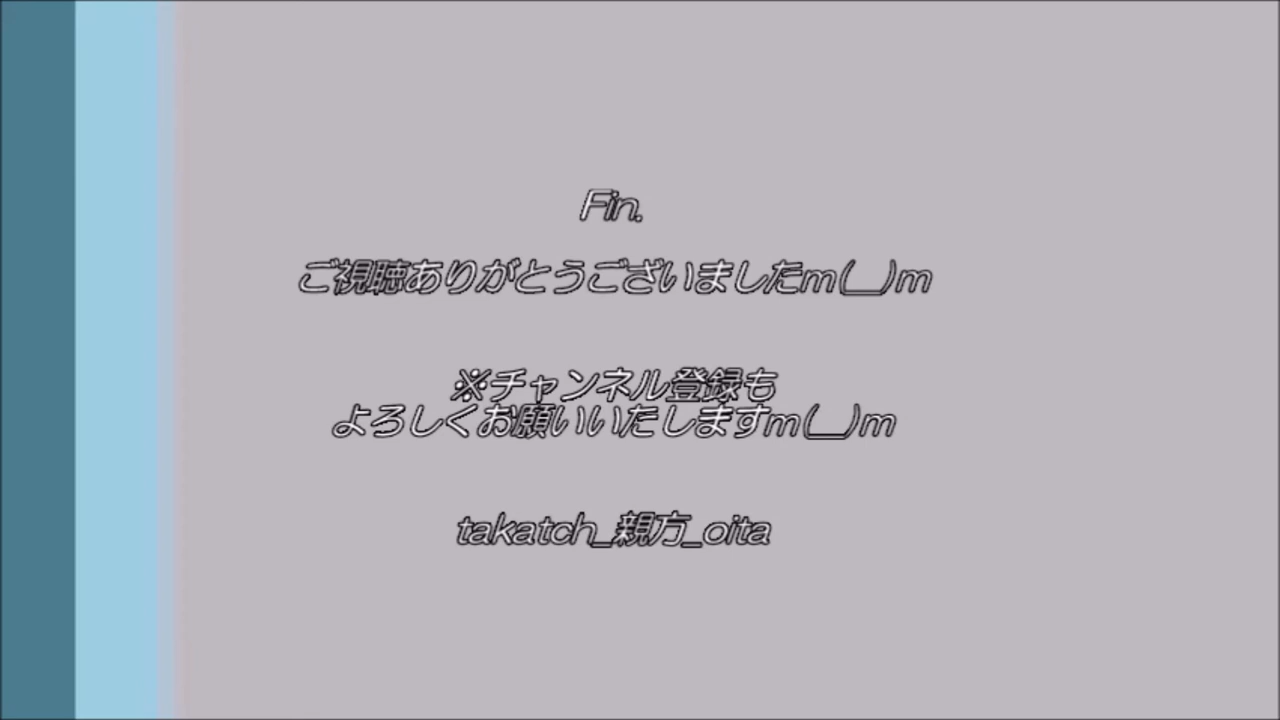 Fin.
ご視聴ありがとうございましたm(__)m
※チャンネル登録も
よろしくお願いいたしますm(__)m
takatch_親方_oita